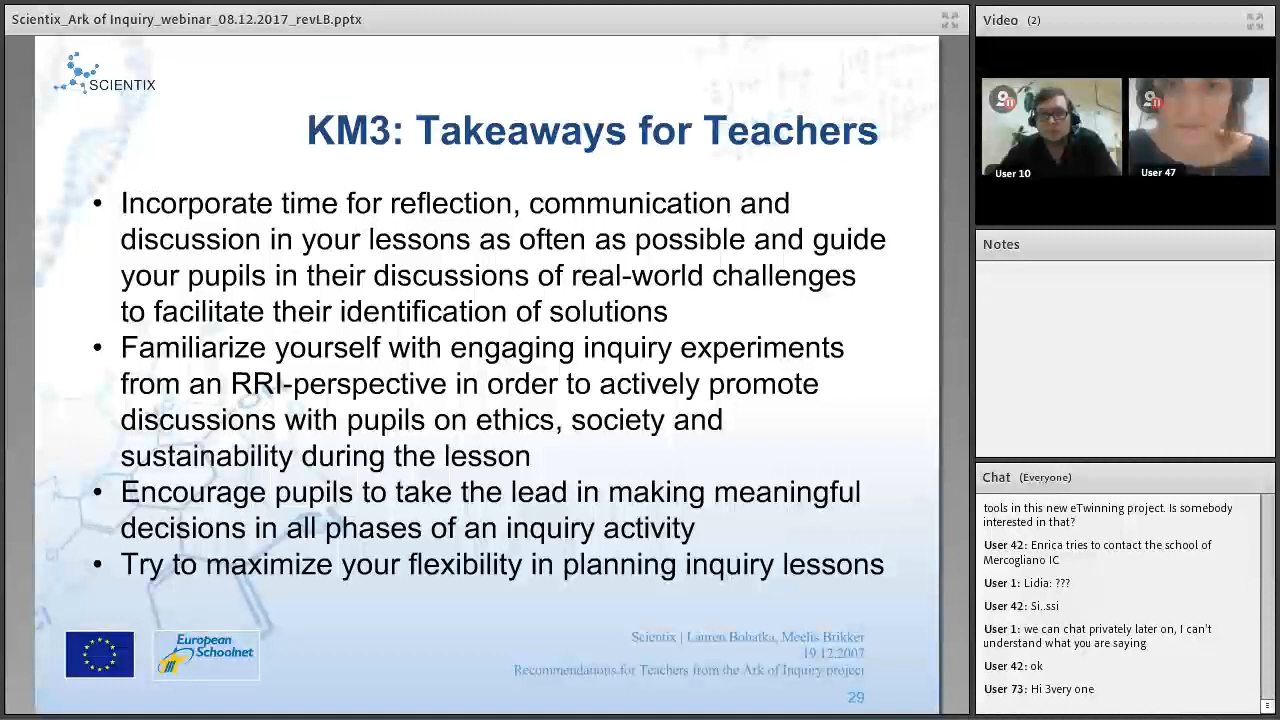 Scientix_Ark of Inquiry_webinar_08.12.2017_revLB.pptx
SCIENTIX
KM3: Takeaways for Teachers
• Incorporate time for reflection, communication and
discussion in your lessons as often as possible and guide
your pupils in their discussions of real-world challenges
to facilitate their identification of solutions
• Familiarize yourself with engaging inquiry experiments
from an RRI-perspective in order to actively promote
discussions with pupils on ethics, society and
sustainability during the lesson
• Encourage pupils to take the lead in making meaningful
decisions in all phases of an inquiry activity
• Try to maximize your flexibility in planning inquiry lessons
European
Schoolnet
Scientix | Lauren Bohatka, Meelis Brikker
19.12.2007
Recommendations for Teachers from the Ark of Inquiry project
29
Video (2)
User 10
User 47
Notes
Chat (Everyone)
tools in this new eTwinning project. Is somebody
interested in that?
User 42: Enrica tries to contact the school of
Mercogliano IC
User 1: Lidia: ???
User 42: Si..ssi
User 1: we can chat privately later on, I can't
understand what you are saying
User 42: ok
User 73: Hi 3very one